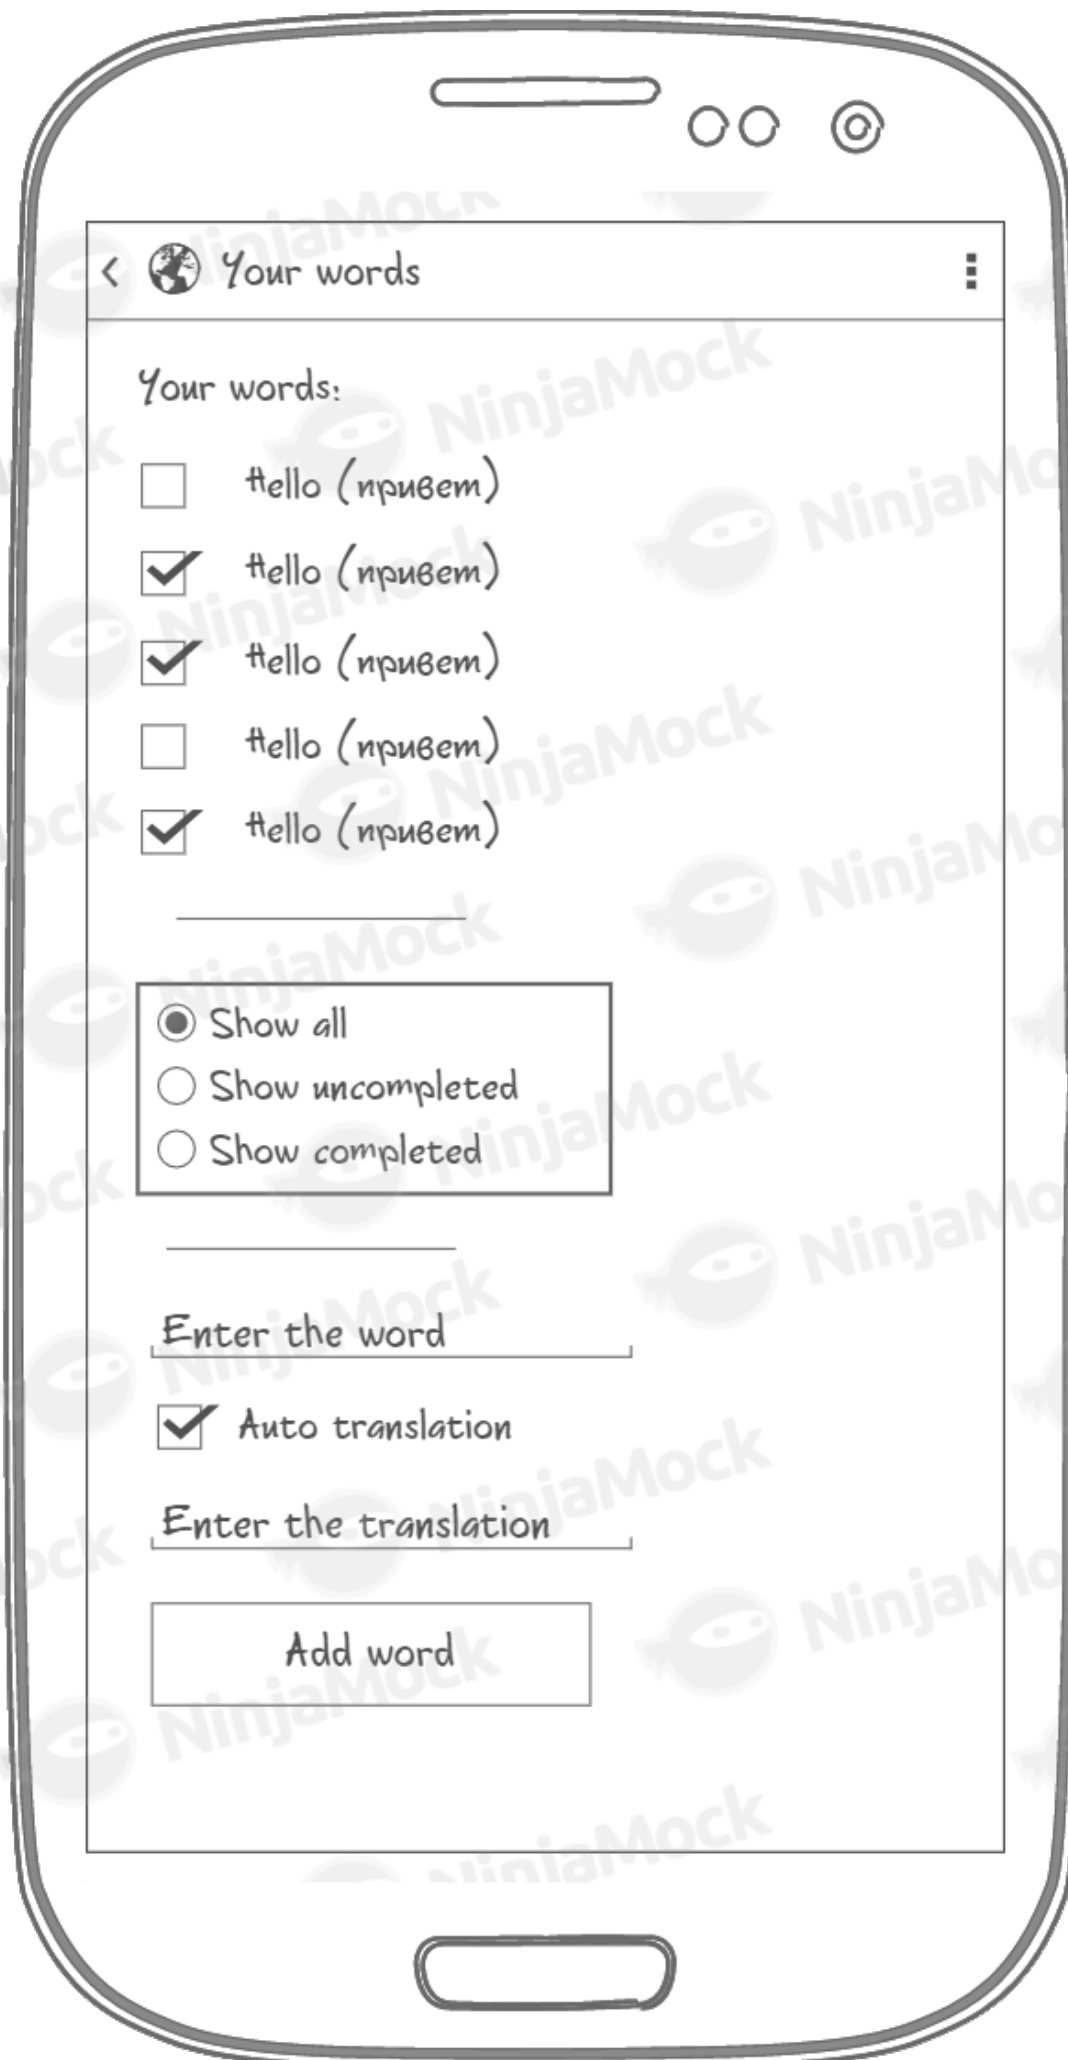 Your words
Your words:
Hello (привет)
Hello (привет)
Hello (привет)
Hello (привет)
Hello (привет)
Show all
Show uncompleted
Show completed
Enter the word
Auto translation
Enter the translation
Add word
NinjaMock